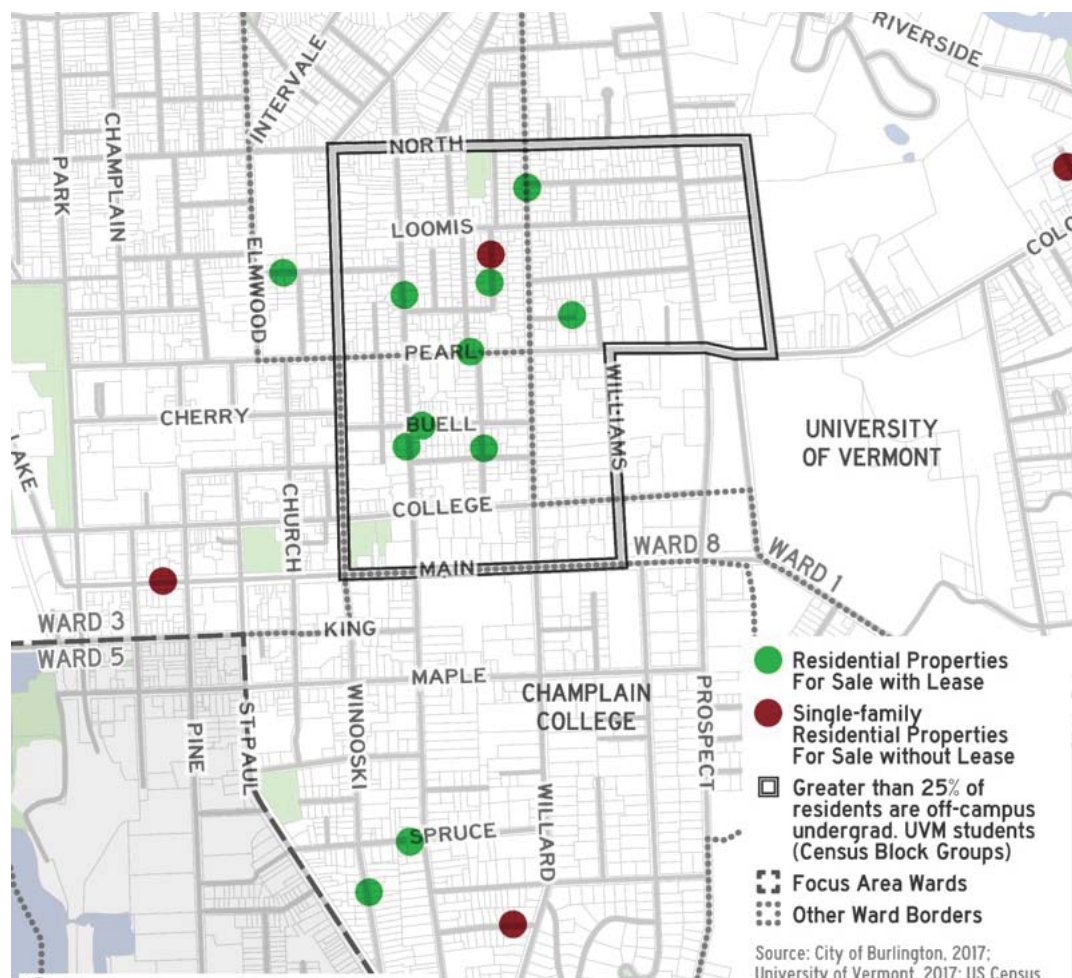 RIVERSIDE
INTERVALE
CHAMPLAIN
PARK
NORTH
LOOMIS
ELMWOOD
COLC
PEARL
CHERRY
BUELL
WILLIAMS
UNIVERSITY
OF VERMONT
LAKE
CHURCH
COLLEGE
MAIN
WARD 8
WARD 1
WARD 3
WARD 5
KING
MAPLE
CHAMPLAIN
COLLEGE
PROSPECT
PINE
ST PAUL
WINOOSKI
WILLARD
SPRUCE
Residential Properties
For Sale with Lease
Single-family
Residential Properties
For Sale without Lease
Greater than 25% of
residents are off-campus
undergrad. UVM students
(Census Block Groups)
Focus Area Wards
Other Ward Borders
Source: City of Burlington, 2017;
University of Vermont, 2017; US Census